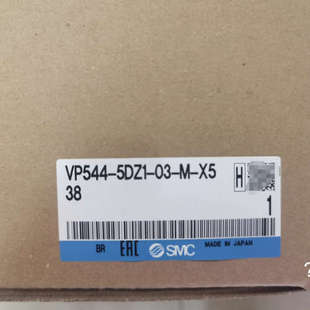 VP544-5DZ1-03-M-X5
38
H
1
BR EAC SMC MADE IN JAPAN